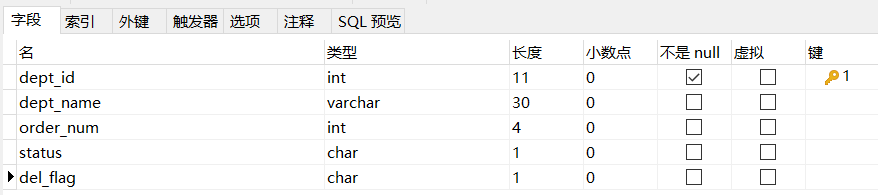 字段 索引 外键 触发器 选项 注释 SQL 预览
名 类型 长度 小数点 不是 null 虚拟 键
dept_id int 11 0 1
dept_name varchar 30 0
order_num int 4 0
status char 1 0
del_flag char 1 0